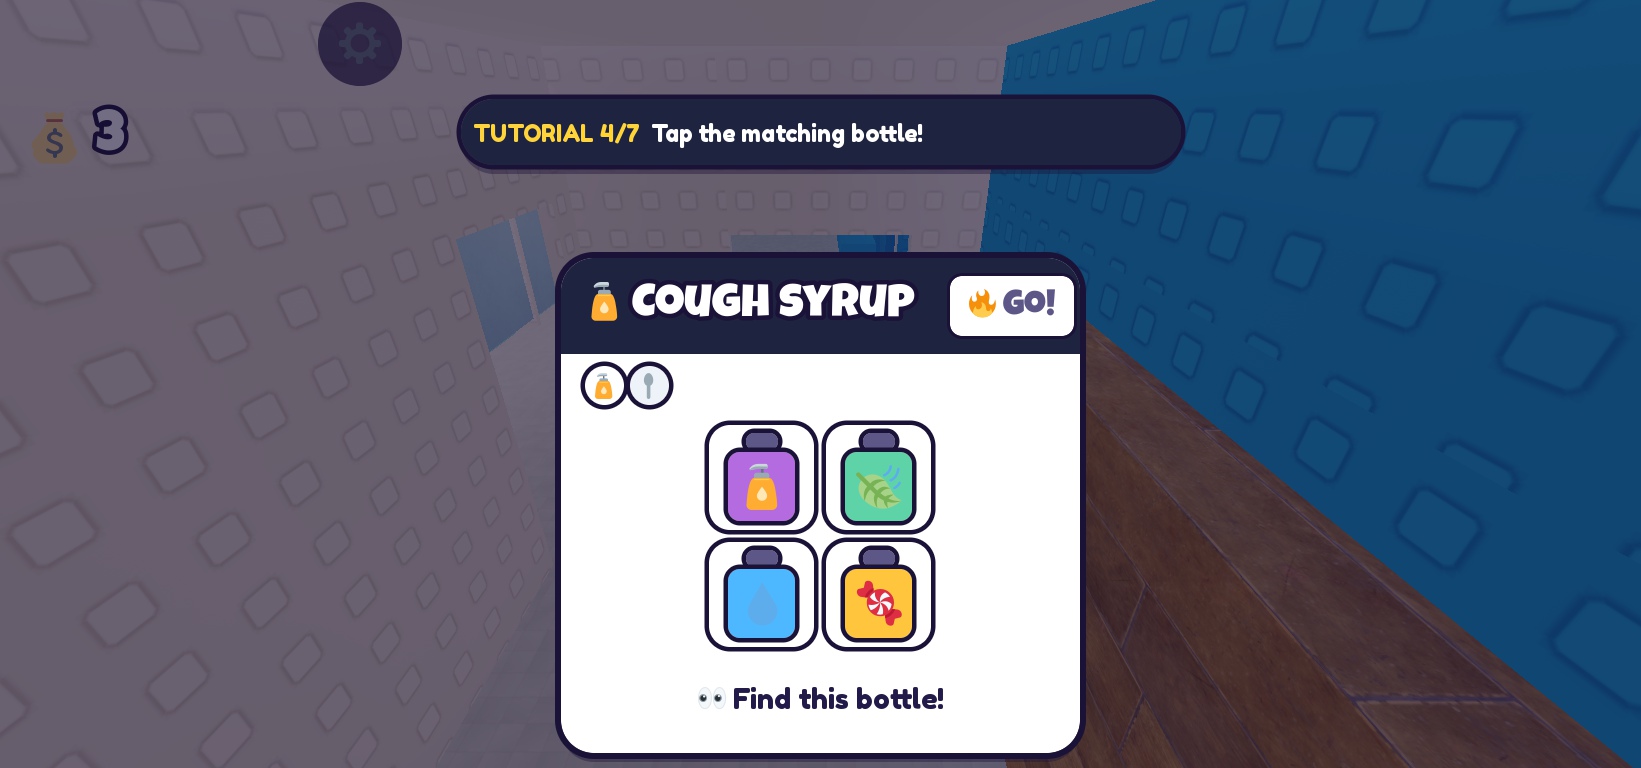 3
TUTORIAL 4/7 Tap the matching bottle!
COUGH SYRUP
GO!
Find this bottle!